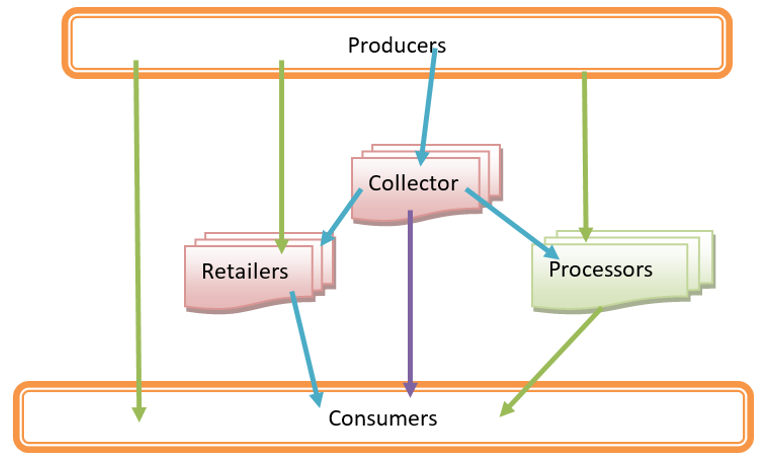 Producers
Collector
Retailers
Processors
Consumers